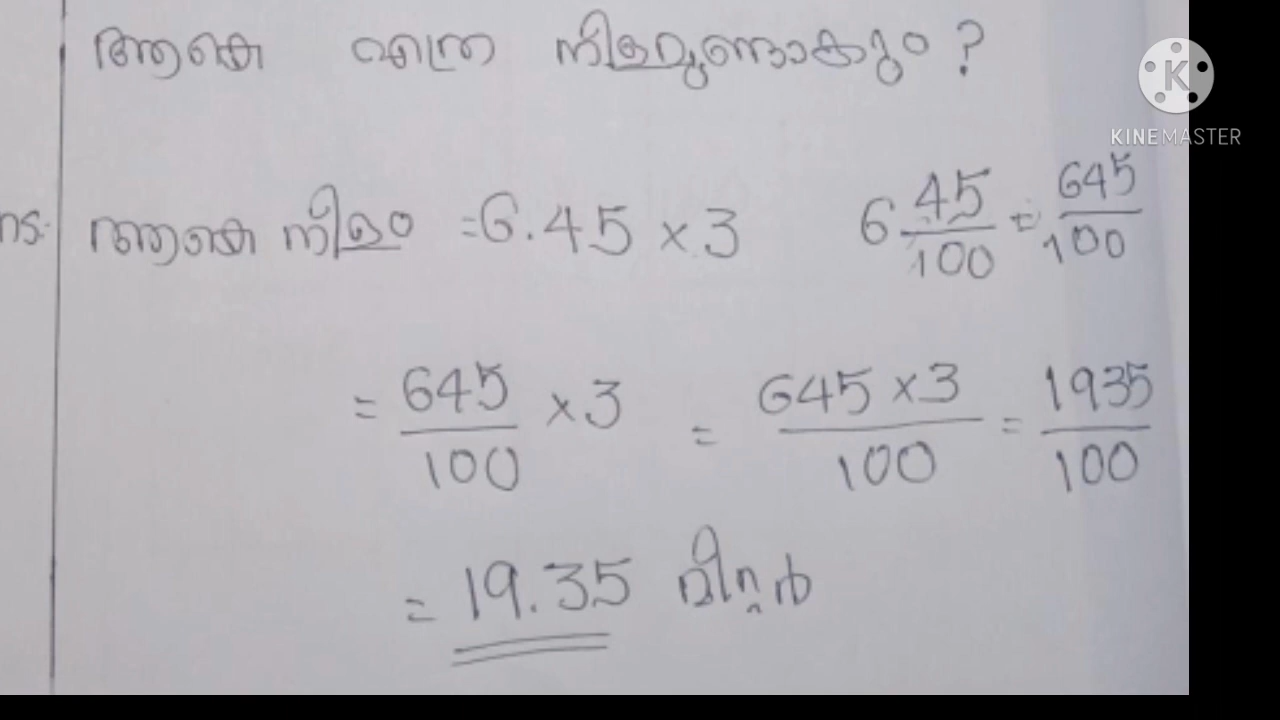 ആകെ എത്ര നീളമുണ്ടാകും ?
ns: ആകെ നീളം = 6.45 × 3 6 45/100 = 645/100
= 645/100 × 3 = 645 × 3/100 = 1935/100
= 19.35 മീറ്റർ
KINEMASTER